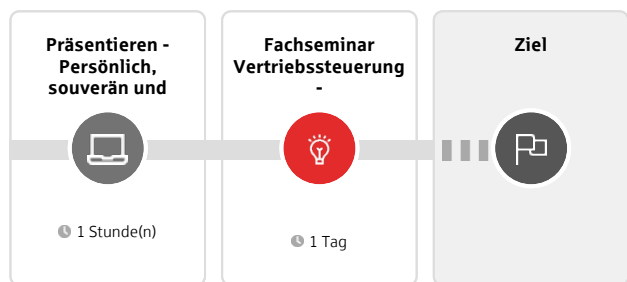 Präsentieren -
Persönlich,
souverän und
1 Stunde(n)
Fachseminar
Vertriebssteuerung
-
1 Tag
Ziel